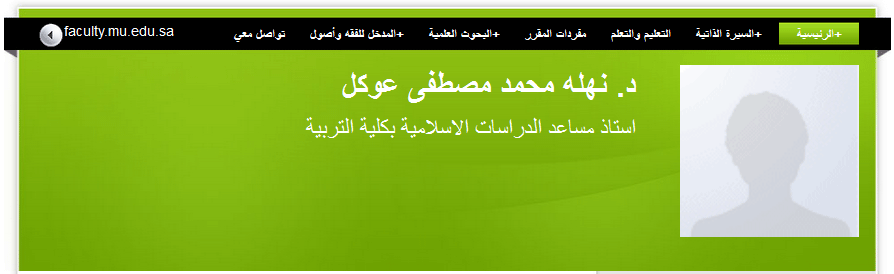 +الرئيسية +السيرة الذاتية التعليم والتعلم مفردات المقرر +البحوث العلمية +المدخل للفقه وأصول تواصل معي faculty.mu.edu.sa
د. نهله محمد مصطفى عوكل
استاذ مساعد الدراسات الاسلامية بكلية التربية